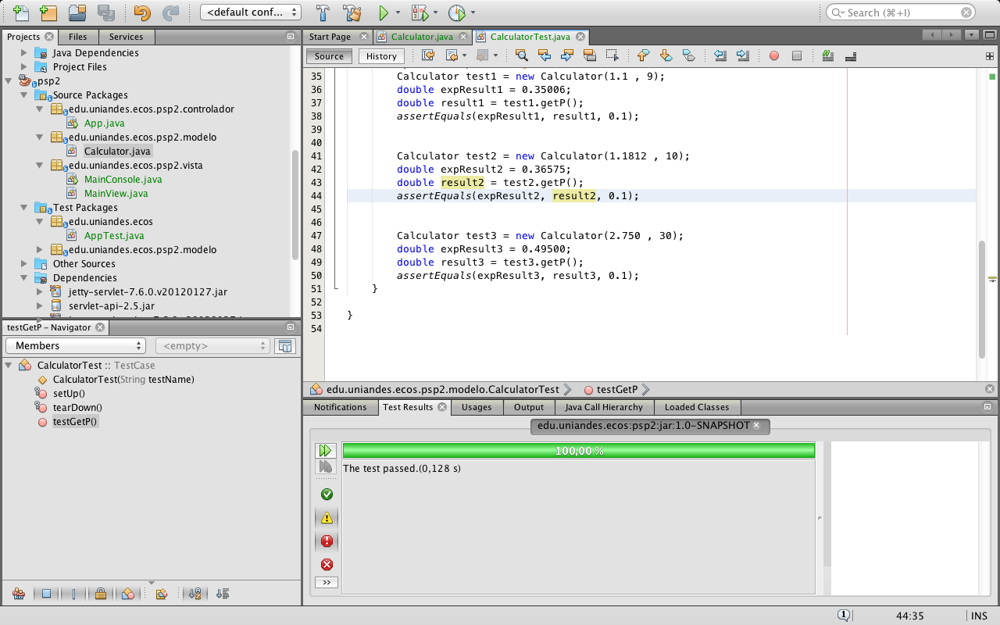 <default conf...
Search (⌘+I)
Projects
Files
Services
Java Dependencies
Project Files
psp2
Source Packages
edu.uniandes.ecos.psp2.controlador
App.java
edu.uniandes.ecos.psp2.modelo
Calculator.java
edu.uniandes.ecos.psp2.vista
MainConsole.java
MainView.java
Test Packages
edu.uniandes.ecos
AppTest.java
edu.uniandes.ecos.psp2.modelo
Other Sources
Dependencies
jetty-servlet-7.6.0.v20120127.jar
servlet-api-2.5.jar
testGetP - Navigator
Members
<empty>
CalculatorTest :: TestCase
CalculatorTest(String testName)
setUp()
tearDown()
testGetP()
Start Page
Calculator.java
CalculatorTest.java
Source
History
35 Calculator test1 = new Calculator(1.1 , 9);
36 double expResult1 = 0.35006;
37 double result1 = test1.getP();
38 assertEquals(expResult1, result1, 0.1);
39
40
41 Calculator test2 = new Calculator(1.1812 , 10);
42 double expResult2 = 0.36575;
43 double result2 = test2.getP();
44 assertEquals(expResult2, result2, 0.1);
45
46
47 Calculator test3 = new Calculator(2.750 , 30);
48 double expResult3 = 0.49500;
49 double result3 = test3.getP();
50 assertEquals(expResult3, result3, 0.1);
51 }
52
53 }
54
edu.uniandes.ecos.psp2.modelo.CalculatorTest
testGetP
Notifications
Test Results
Usages
Output
Java Call Hierarchy
Loaded Classes
edu.uniandes.ecos:psp2:jar:1.0-SNAPSHOT
100,00 %
The test passed.(0,128 s)
>>
44:35
INS